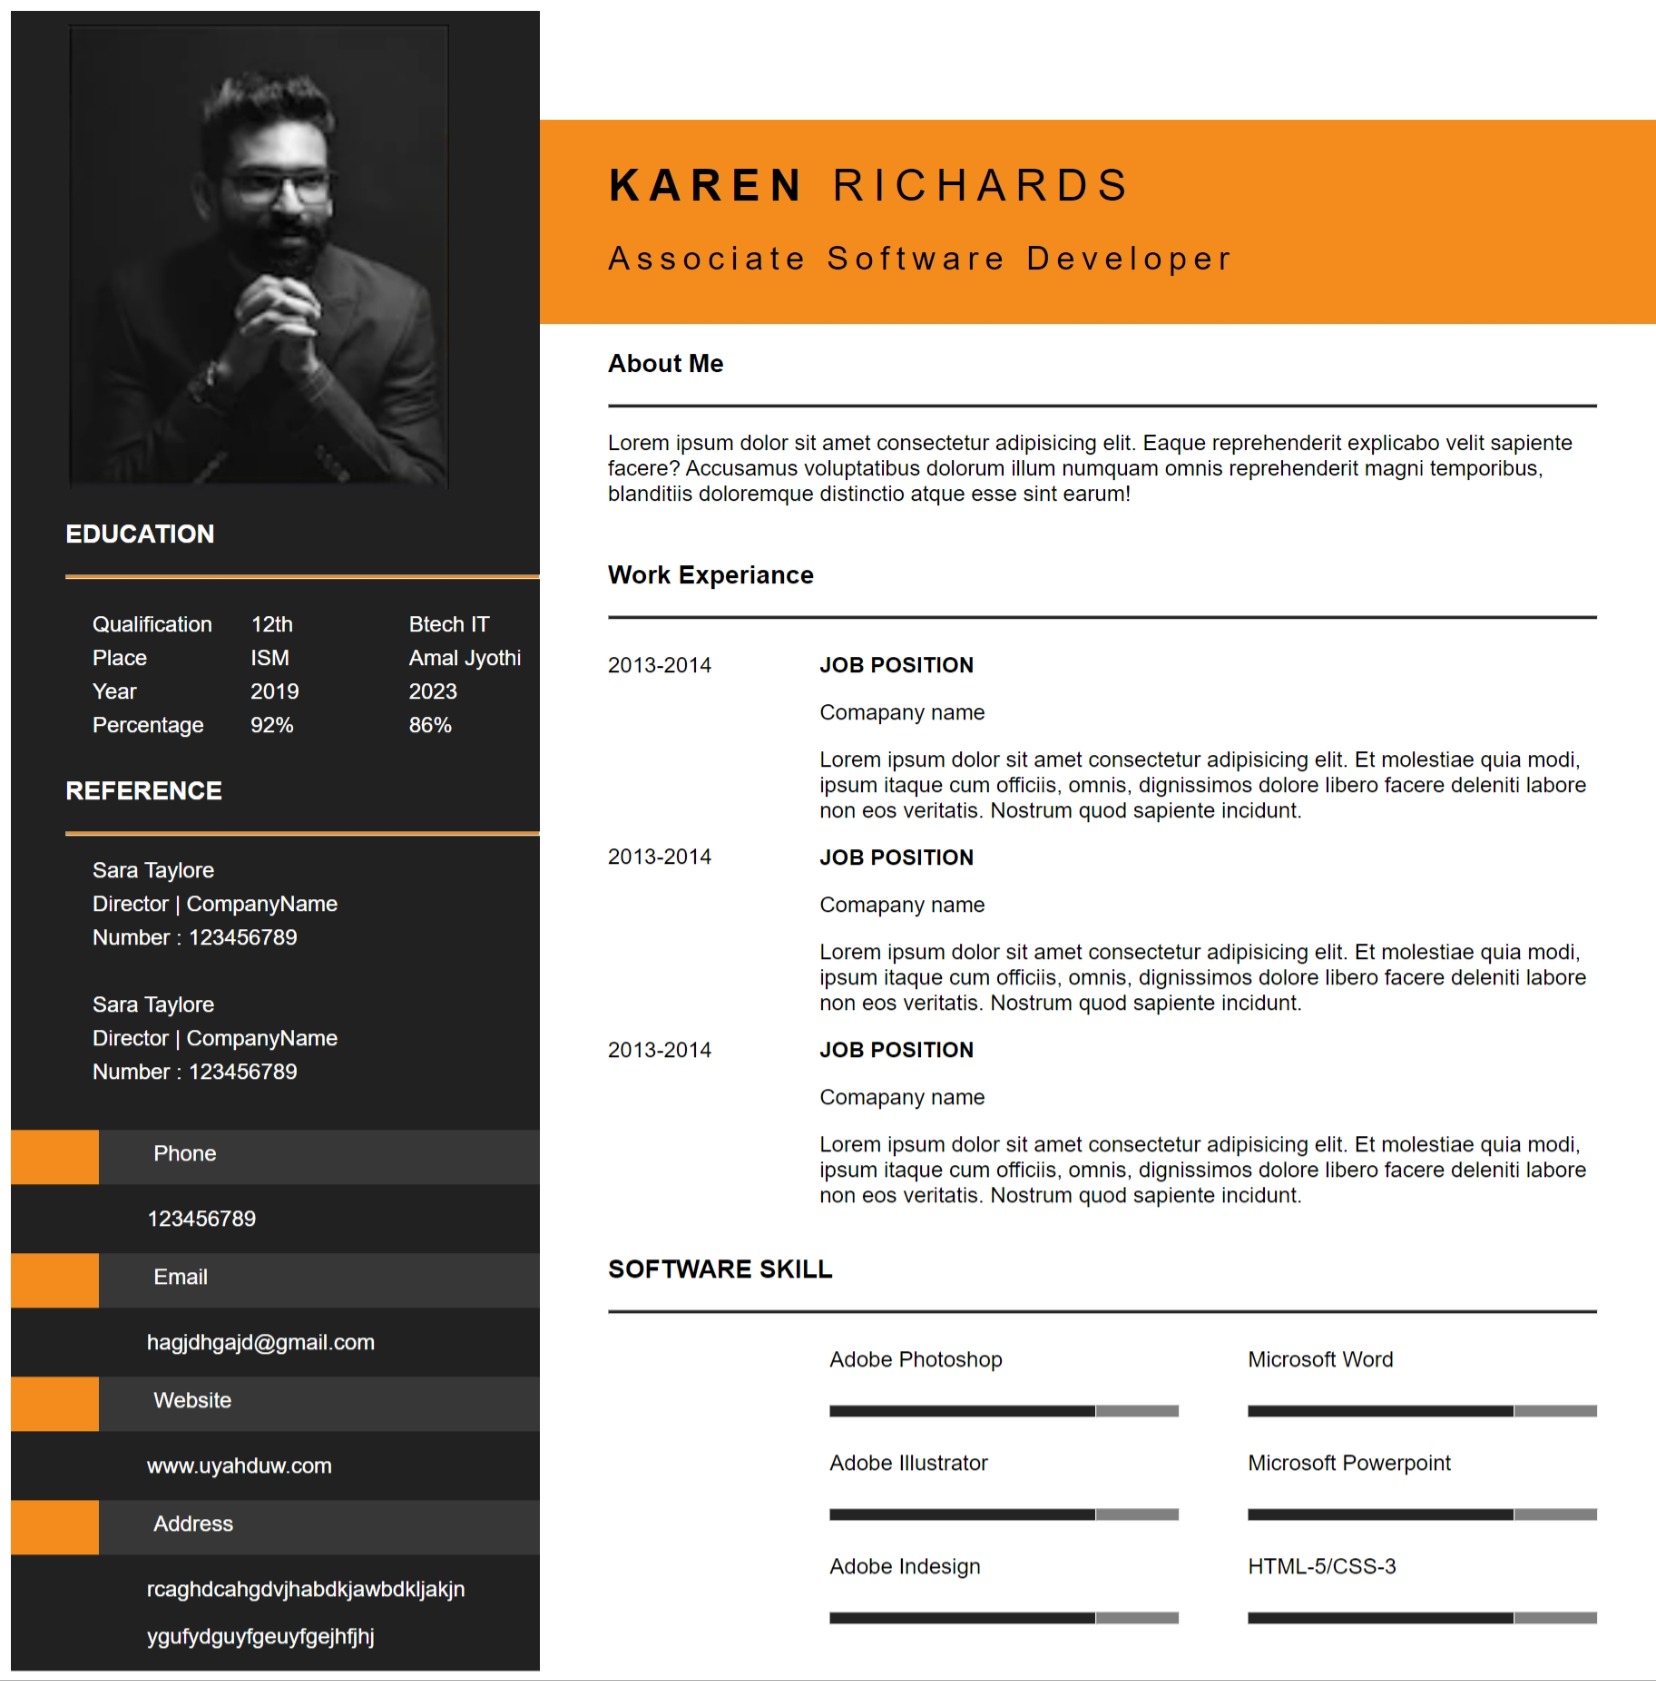 KAREN RICHARDS
Associate Software Developer
EDUCATION
Qualification 12th Btech IT
Place ISM Amal Jyothi
Year 2019 2023
Percentage 92% 86%
REFERENCE
Sara Taylore
Director | CompanyName
Number : 123456789
Sara Taylore
Director | CompanyName
Number : 123456789
Phone
123456789
Email
hagjdhgajd@gmail.com
Website
www.uyahduw.com
Address
rcaghdcahgdvjhabdkjawbdkljakjn
ygufydguyfgeuyfgejhfjhj
About Me
Lorem ipsum dolor sit amet consectetur adipisicing elit. Eaque reprehenderit explicabo velit sapiente
facere? Accusamus voluptatibus dolorum illum numquam omnis reprehenderit magni temporibus,
blanditiis doloremque distinctio atque esse sint earum!
Work Experiance
2013-2014 JOB POSITION
Comapany name
Lorem ipsum dolor sit amet consectetur adipisicing elit. Et molestiae quia modi,
ipsum itaque cum officiis, omnis, dignissimos dolore libero facere deleniti labore
non eos veritatis. Nostrum quod sapiente incidunt.
2013-2014 JOB POSITION
Comapany name
Lorem ipsum dolor sit amet consectetur adipisicing elit. Et molestiae quia modi,
ipsum itaque cum officiis, omnis, dignissimos dolore libero facere deleniti labore
non eos veritatis. Nostrum quod sapiente incidunt.
2013-2014 JOB POSITION
Comapany name
Lorem ipsum dolor sit amet consectetur adipisicing elit. Et molestiae quia modi,
ipsum itaque cum officiis, omnis, dignissimos dolore libero facere deleniti labore
non eos veritatis. Nostrum quod sapiente incidunt.
SOFTWARE SKILL
Adobe Photoshop Microsoft Word
Adobe Illustrator Microsoft Powerpoint
Adobe Indesign HTML-5/CSS-3